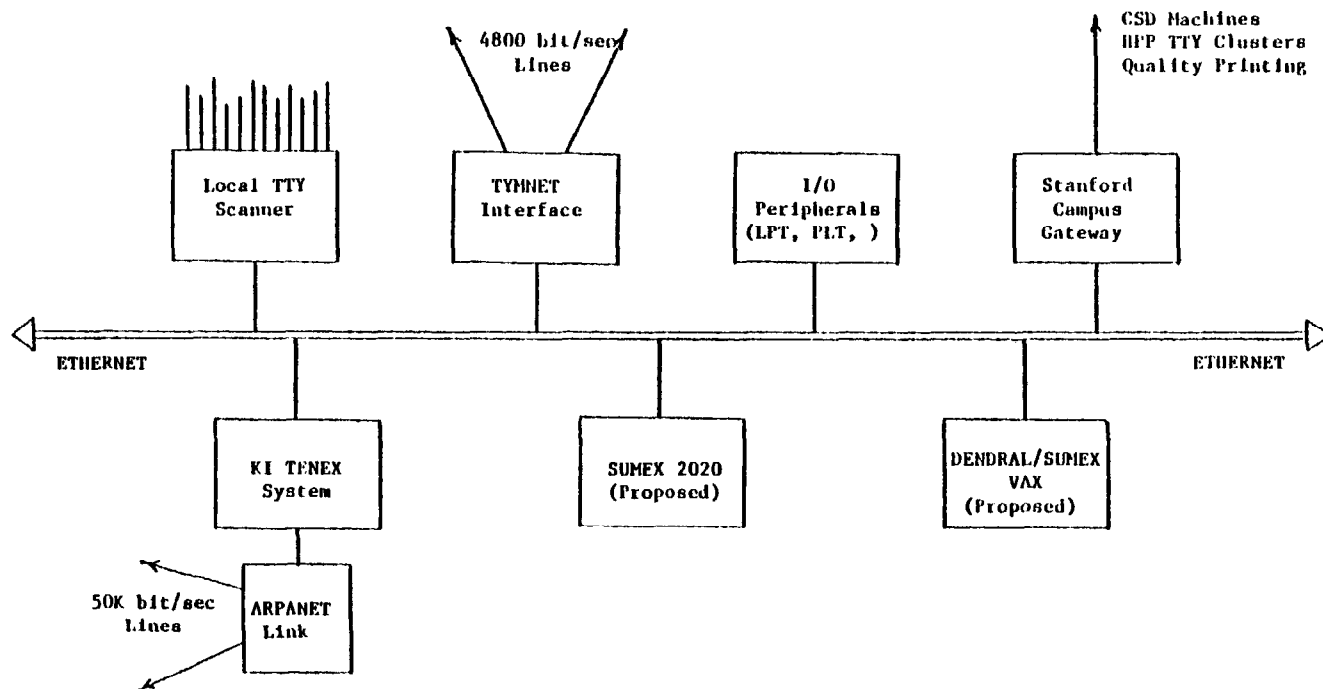 4800 bit/sec
Lines
CSD Machines
HPP TTY Clusters
Quality Printing
Local TTY
Scanner
TYMNET
Interface
I/O
Peripherals
(LPT, PLT, )
Stanford
Campus
Gateway
ETHERNET
ETHERNET
KI TENEX
System
SUMEX 2020
(Proposed)
DENDRAL/SUMEX
VAX
(Proposed)
50K bit/sec
Lines
ARPANET
Link